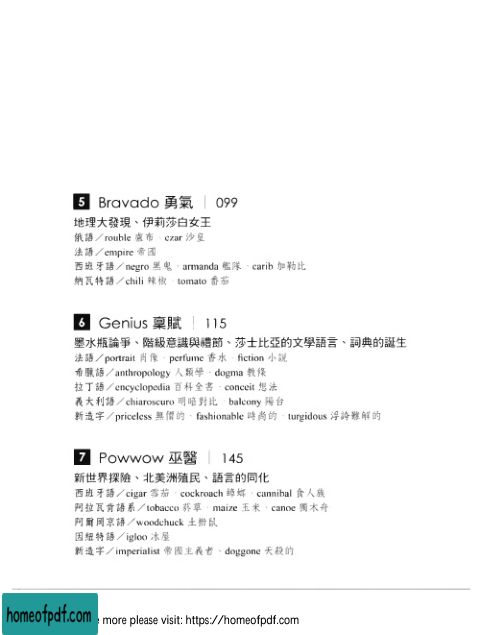 5 Bravado 勇氣 | 099
地理大發現、伊莉莎白女王
俄語／rouble 盧布 · czar 沙皇
法語／empire 帝國
西班牙語／negro 黑鬼 · armanda 艦隊 · carib 加勒比
納瓦特語／chili 辣椒 · tomato 番茄
6 Genius 稟賦 | 115
墨水瓶論爭、階級意識與禮節、莎士比亞的文學語言、詞典的誕生
法語／portrait 肖像 · perfume 香水 · fiction 小說
希臘語／anthropology 人類學 · dogma 教條
拉丁語／encyclopedia 百科全書 · conceit 想法
義大利語／chiaroscuro 明暗對比 · balcony 陽台
新造字／priceless 無價的 · fashionable 時尚的 · turgidous 浮誇難解的
7 Powwow 巫醫 | 145
新世界探險、北美洲殖民、語言的同化
西班牙語／cigar 雪茄 · cockroach 蟑螂 · cannibal 食人族
阿拉瓦肯語系／tobacco 菸草 · maize 玉米 · canoe 獨木舟
阿爾岡京語／woodchuck 土撥鼠
因紐特語／igloo 冰屋
新造字／imperialist 帝國主義者 · doggone 天殺的
homeofpdf.com
more please visit: https://homeofpdf.com